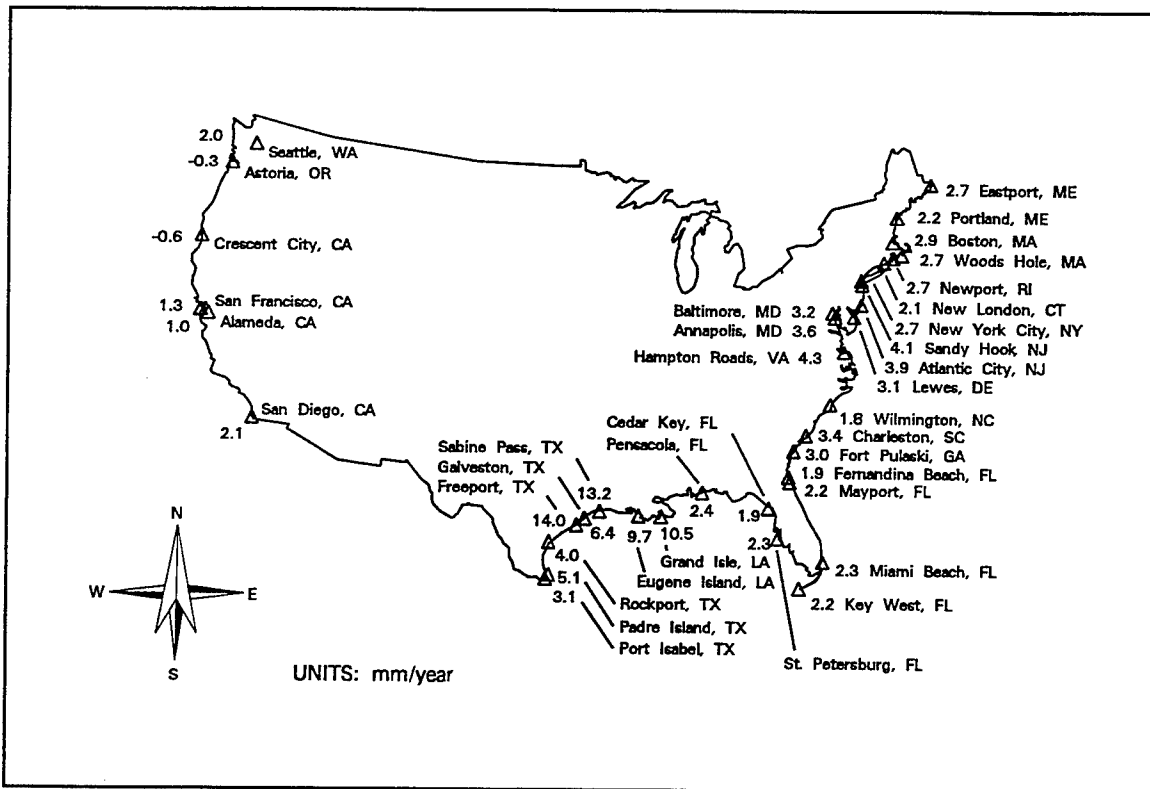 2.0
Seattle, WA
-0.3
Astoria, OR
-0.6
Crescent City, CA
1.3
San Francisco, CA
1.0
Alameda, CA
San Diego, CA
2.1
2.7 Eastport, ME
2.2 Portland, ME
2.9 Boston, MA
2.7 Woods Hole, MA
2.7 Newport, RI
2.1 New London, CT
2.7 New York City, NY
4.1 Sandy Hook, NJ
3.9 Atlantic City, NJ
3.1 Lewes, DE
Baltimore, MD 3.2
Annapolis, MD 3.6
Hampton Roads, VA 4.3
1.8 Wilmington, NC
3.4 Charleston, SC
3.0 Fort Pulaski, GA
1.9 Fernandina Beach, FL
2.2 Mayport, FL
Cedar Key, FL
Pensacola, FL
Sabine Pass, TX
Galveston, TX
Freeport, TX
13.2
14.0
6.4
9.7
10.5
2.4
1.9
2.3
4.0
5.1
3.1
Grand Isle, LA
Eugene Island, LA
Rockport, TX
Padre Island, TX
Port Isabel, TX
2.3 Miami Beach, FL
2.2 Key West, FL
St. Petersburg, FL
N
W
E
S
UNITS: mm/year